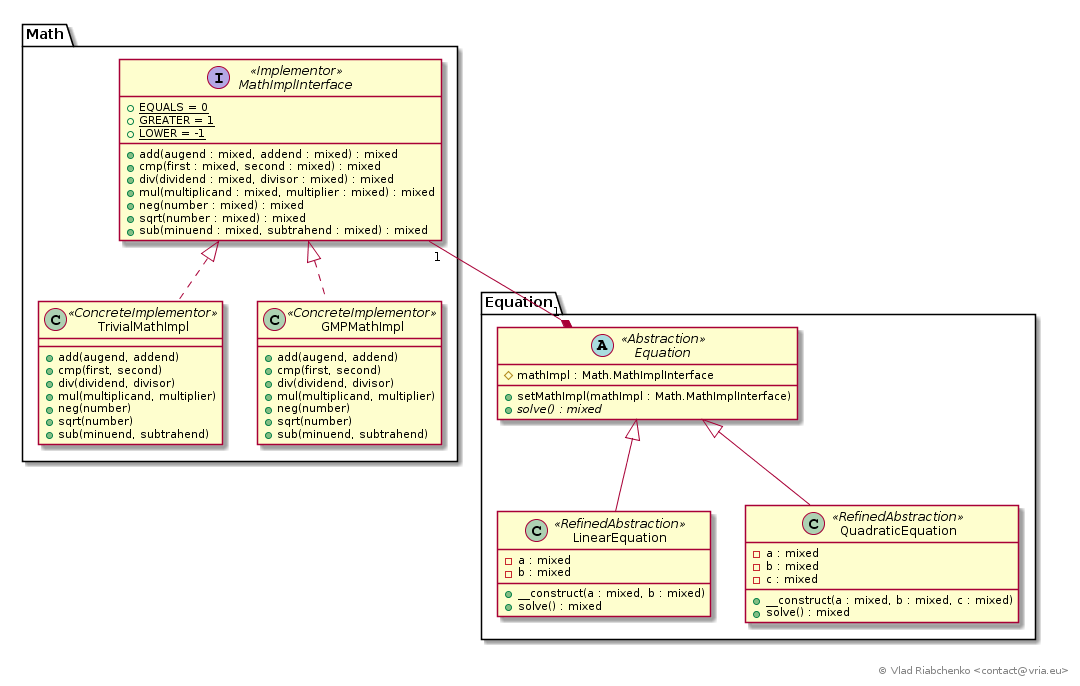 Math
I
«Implementor»
MathImplInterface
EQUALS = 0
GREATER = 1
LOWER = -1
add(augend : mixed, addend : mixed) : mixed
cmp(first : mixed, second : mixed) : mixed
div(dividend : mixed, divisor : mixed) : mixed
mul(multiplicand : mixed, multiplier : mixed) : mixed
neg(number : mixed) : mixed
sqrt(number : mixed) : mixed
sub(minuend : mixed, subtrahend : mixed) : mixed
1
C
«ConcreteImplementor»
TrivialMathImpl
add(augend, addend)
cmp(first, second)
div(dividend, divisor)
mul(multiplicand, multiplier)
neg(number)
sqrt(number)
sub(minuend, subtrahend)
C
«ConcreteImplementor»
GMPMathImpl
add(augend, addend)
cmp(first, second)
div(dividend, divisor)
mul(multiplicand, multiplier)
neg(number)
sqrt(number)
sub(minuend, subtrahend)
Equation
1
A
«Abstraction»
Equation
mathImpl : Math.MathImplInterface
setMathImpl(mathImpl : Math.MathImplInterface)
solve() : mixed
C
«RefinedAbstraction»
LinearEquation
a : mixed
b : mixed
__construct(a : mixed, b : mixed)
solve() : mixed
C
«RefinedAbstraction»
QuadraticEquation
a : mixed
b : mixed
c : mixed
__construct(a : mixed, b : mixed, c : mixed)
solve() : mixed
© Vlad Riabchenko <contact@vria.eu>